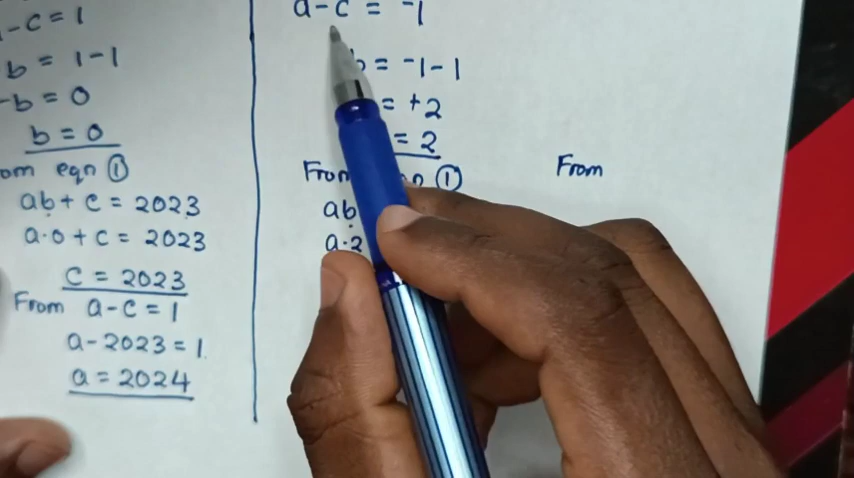 -c = 1
b = 1-1
-b = 0
b = 0
om eqn ①
ab + c = 2023
a·0 + c = 2023
c = 2023
From a-c = 1
a-2023 = 1
a = 2024
a-c = -1
b = -1-1
= +2
= 2
From ①
ab
a·2
From